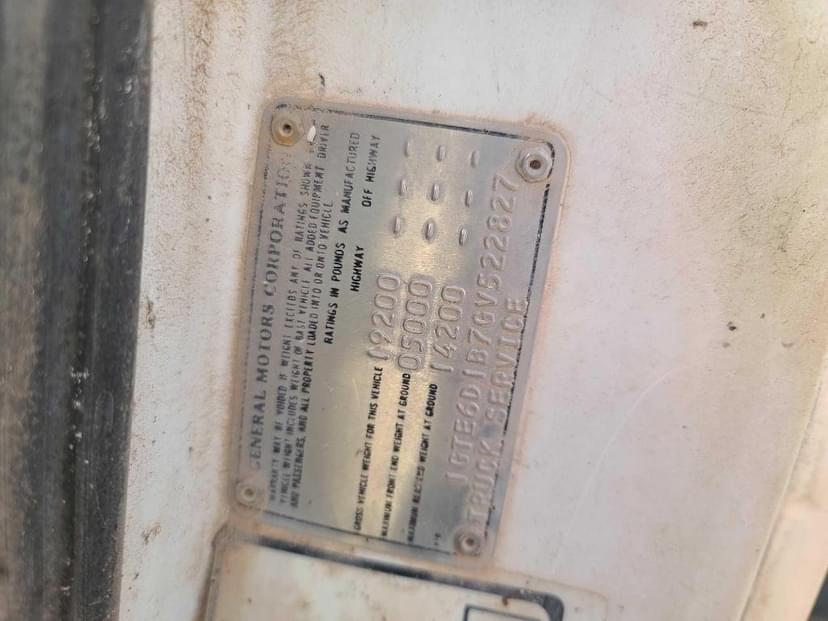 GENERAL MOTORS CORPORATION
WARRANTY MAY BE VOIDED IF WEIGHT EXCEEDS ANY OF RATINGS SHOWN
VEHICLE WEIGHT INCLUDES WEIGHT OF BASE VEHICLE ALL ADDED EQUIPMENT DRIVER
AND PASSENGERS, AND ALL PROPERTY LOADED INTO OR ONTO VEHICLE
RATINGS IN POUNDS AS MANUFACTURED
HIGHWAY OFF HIGHWAY
GROSS VEHICLE WEIGHT FOR THIS VEHICLE 19200 - - -
MAXIMUM FRONT END WEIGHT AT GROUND 05000 - - -
MAXIMUM REAR END WEIGHT AT GROUND 14200 - - -
1GTE6D1B7GV522827
TRUCK SERVICE